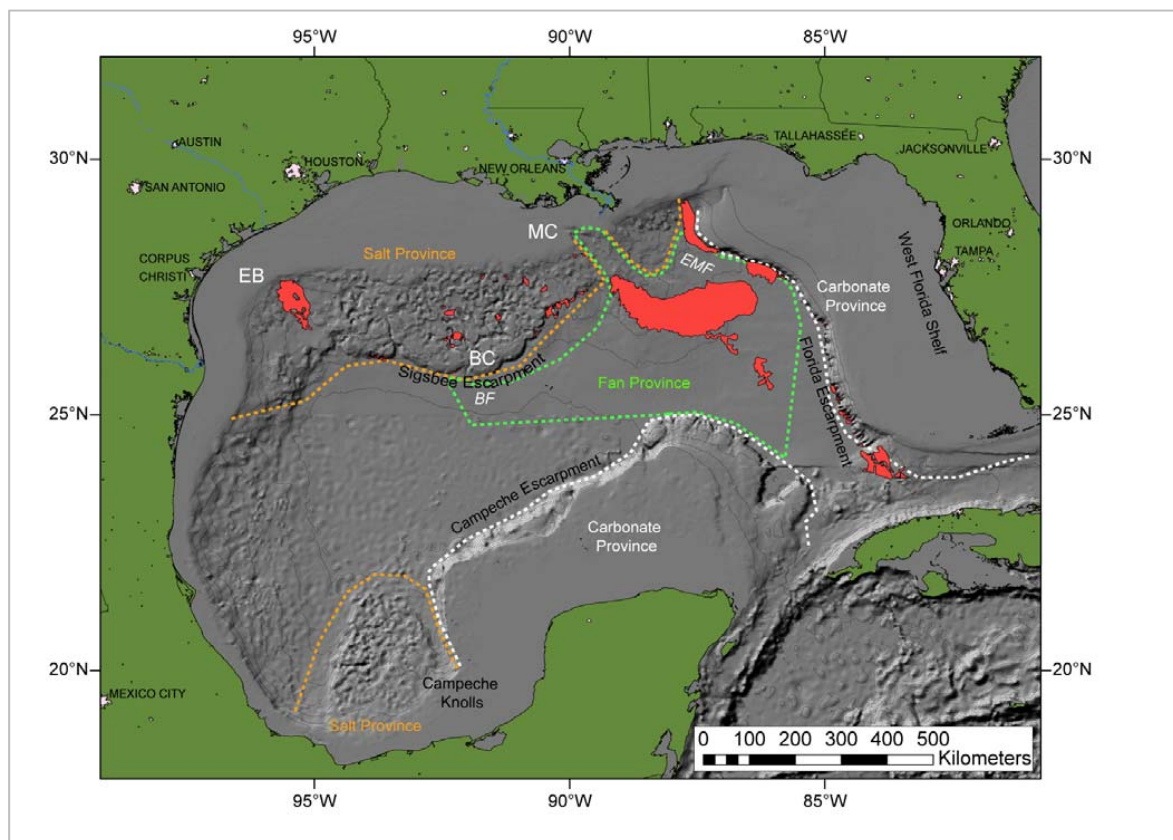 95°W 90°W 85°W
30°N 30°N
AUSTIN
HOUSTON
SAN ANTONIO
NEW ORLEANS
TALLAHASSEE
JACKSONVILLE
ORLANDO
TAMPA
CORPUS
CHRISTI
MC
Salt Province
EB
EMF
Carbonate
Province
West Florida Shelf
BC
Sigsbee Escarpment
BF
Fan Province
Florida Escarpment
25°N 25°N
Campeche Escarpment
Carbonate
Province
20°N 20°N
MEXICO CITY
Campeche
Knolls
Salt Province
0 100 200 300 400 500
Kilometers
95°W 90°W 85°W